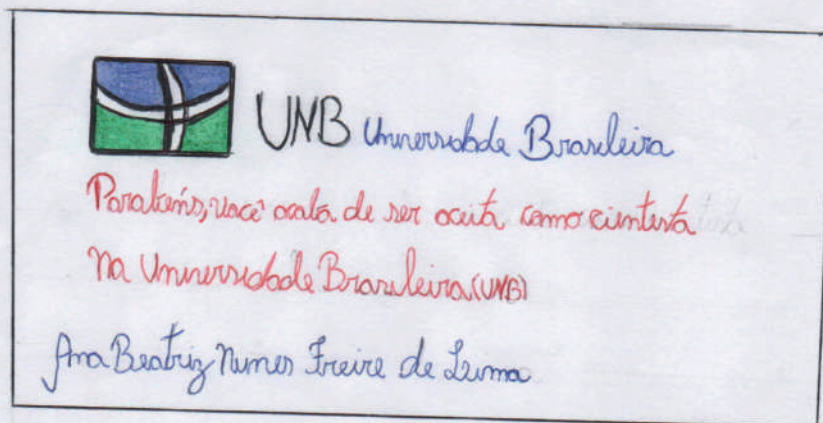 UNB Universidade Brasileira
Parabéns, você acaba de ser aceita como cientista
na Universidade Brasileira (UNB)
Ana Beatriz Nunes Freire de Lima